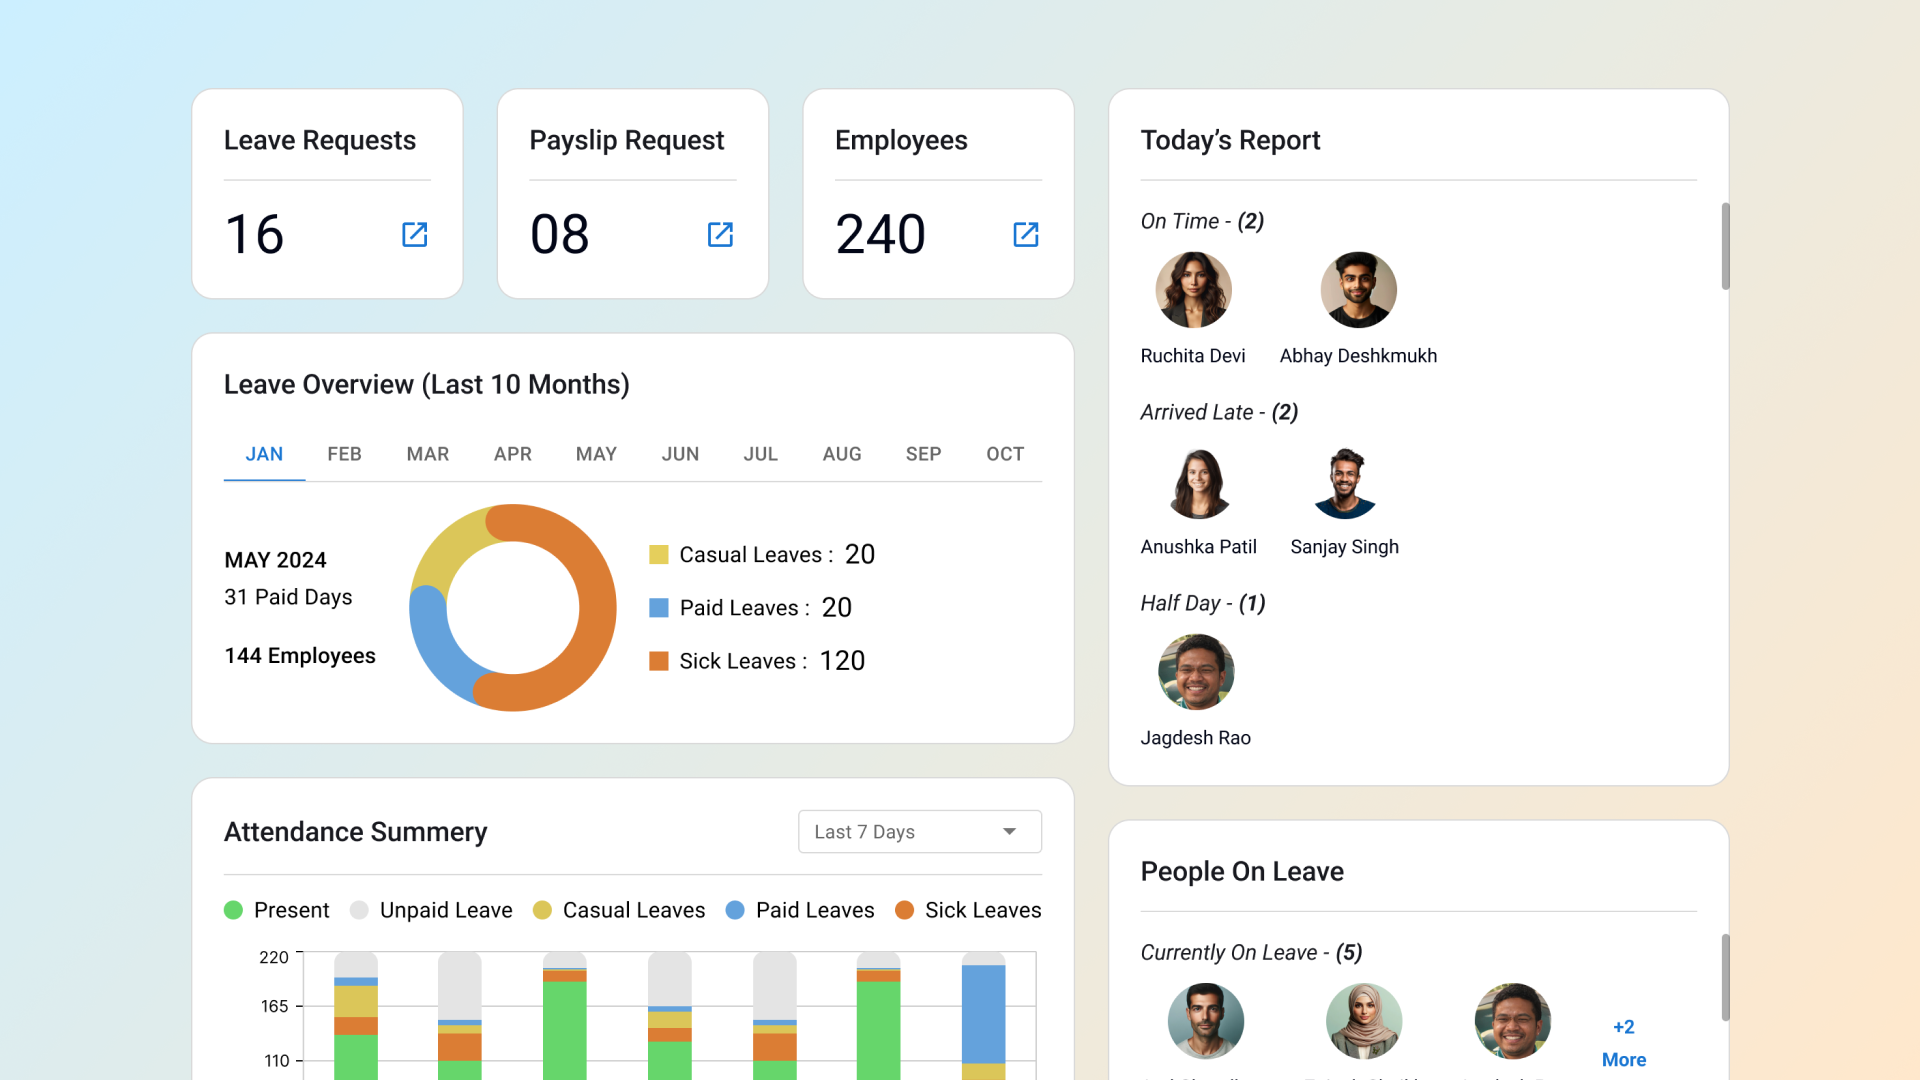 Leave Requests
16
Payslip Request
08
Employees
240
Leave Overview (Last 10 Months)
JAN FEB MAR APR MAY JUN JUL AUG SEP OCT
MAY 2024
31 Paid Days
144 Employees
Casual Leaves : 20
Paid Leaves : 20
Sick Leaves : 120
Attendance Summery
Last 7 Days
Present Unpaid Leave Casual Leaves Paid Leaves Sick Leaves
220
165
110
Today’s Report
On Time - (2)
Ruchita Devi Abhay Deshkmukh
Arrived Late - (2)
Anushka Patil Sanjay Singh
Half Day - (1)
Jagdesh Rao
People On Leave
Currently On Leave - (5)
+2
More